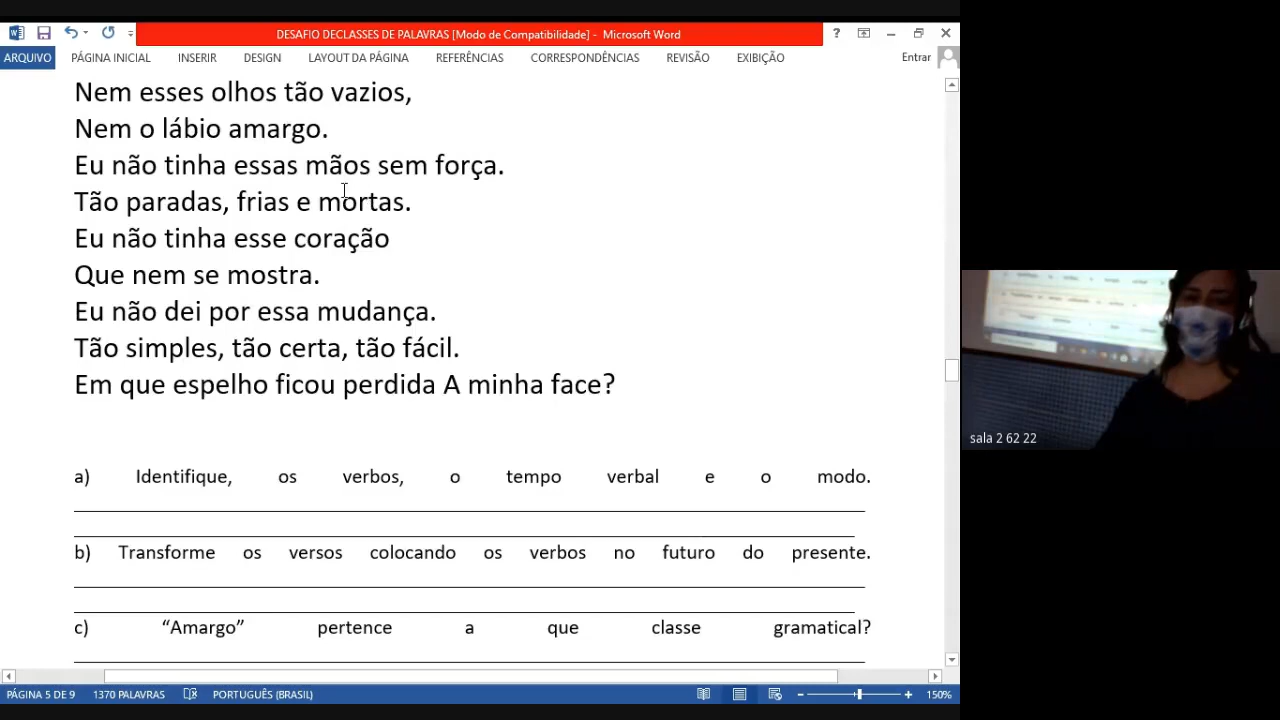 DESAFIO DECLASSES DE PALAVRAS [Modo de Compatibilidade] - Microsoft Word
?
ARQUIVO PÁGINA INICIAL INSERIR DESIGN LAYOUT DA PÁGINA REFERÊNCIAS CORRESPONDÊNCIAS REVISÃO EXIBIÇÃO Entrar
Nem esses olhos tão vazios,
Nem o lábio amargo.
Eu não tinha essas mãos sem força.
Tão paradas, frias e mortas.
Eu não tinha esse coração
Que nem se mostra.
Eu não dei por essa mudança.
Tão simples, tão certa, tão fácil.
Em que espelho ficou perdida A minha face?
a) Identifique, os verbos, o tempo verbal e o modo.
b) Transforme os versos colocando os verbos no futuro do presente.
c) “Amargo” pertence a que classe gramatical?
PÁGINA 5 DE 9 1370 PALAVRAS PORTUGUÊS (BRASIL) 150%
sala 2 62 22